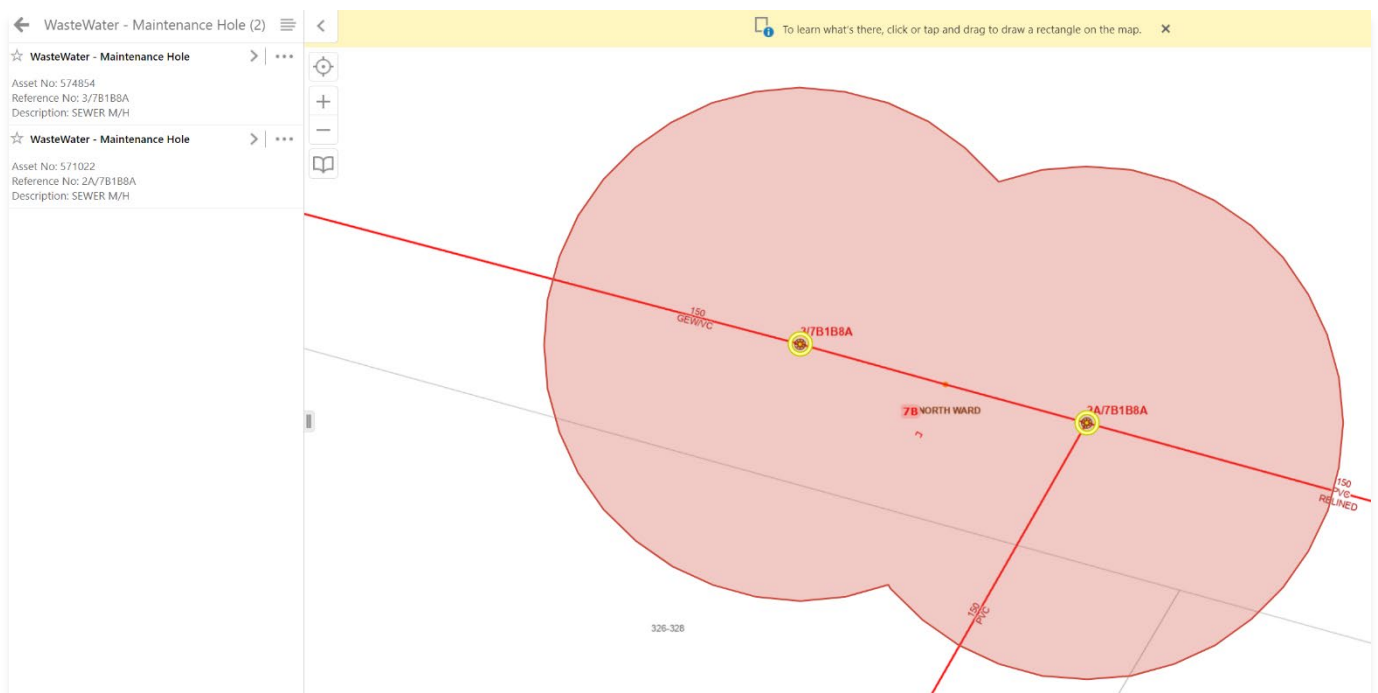 WasteWater - Maintenance Hole (2)
WasteWater - Maintenance Hole
Asset No: 574854
Reference No: 3/7B1B8A
Description: SEWER M/H
WasteWater - Maintenance Hole
Asset No: 571022
Reference No: 2A/7B1B8A
Description: SEWER M/H
To learn what's there, click or tap and drag to draw a rectangle on the map.
150
GEW/VC
3/7B1B8A
7B NORTH WARD
2A/7B1B8A
150
PVC
RELINED
150
PVC
326-328